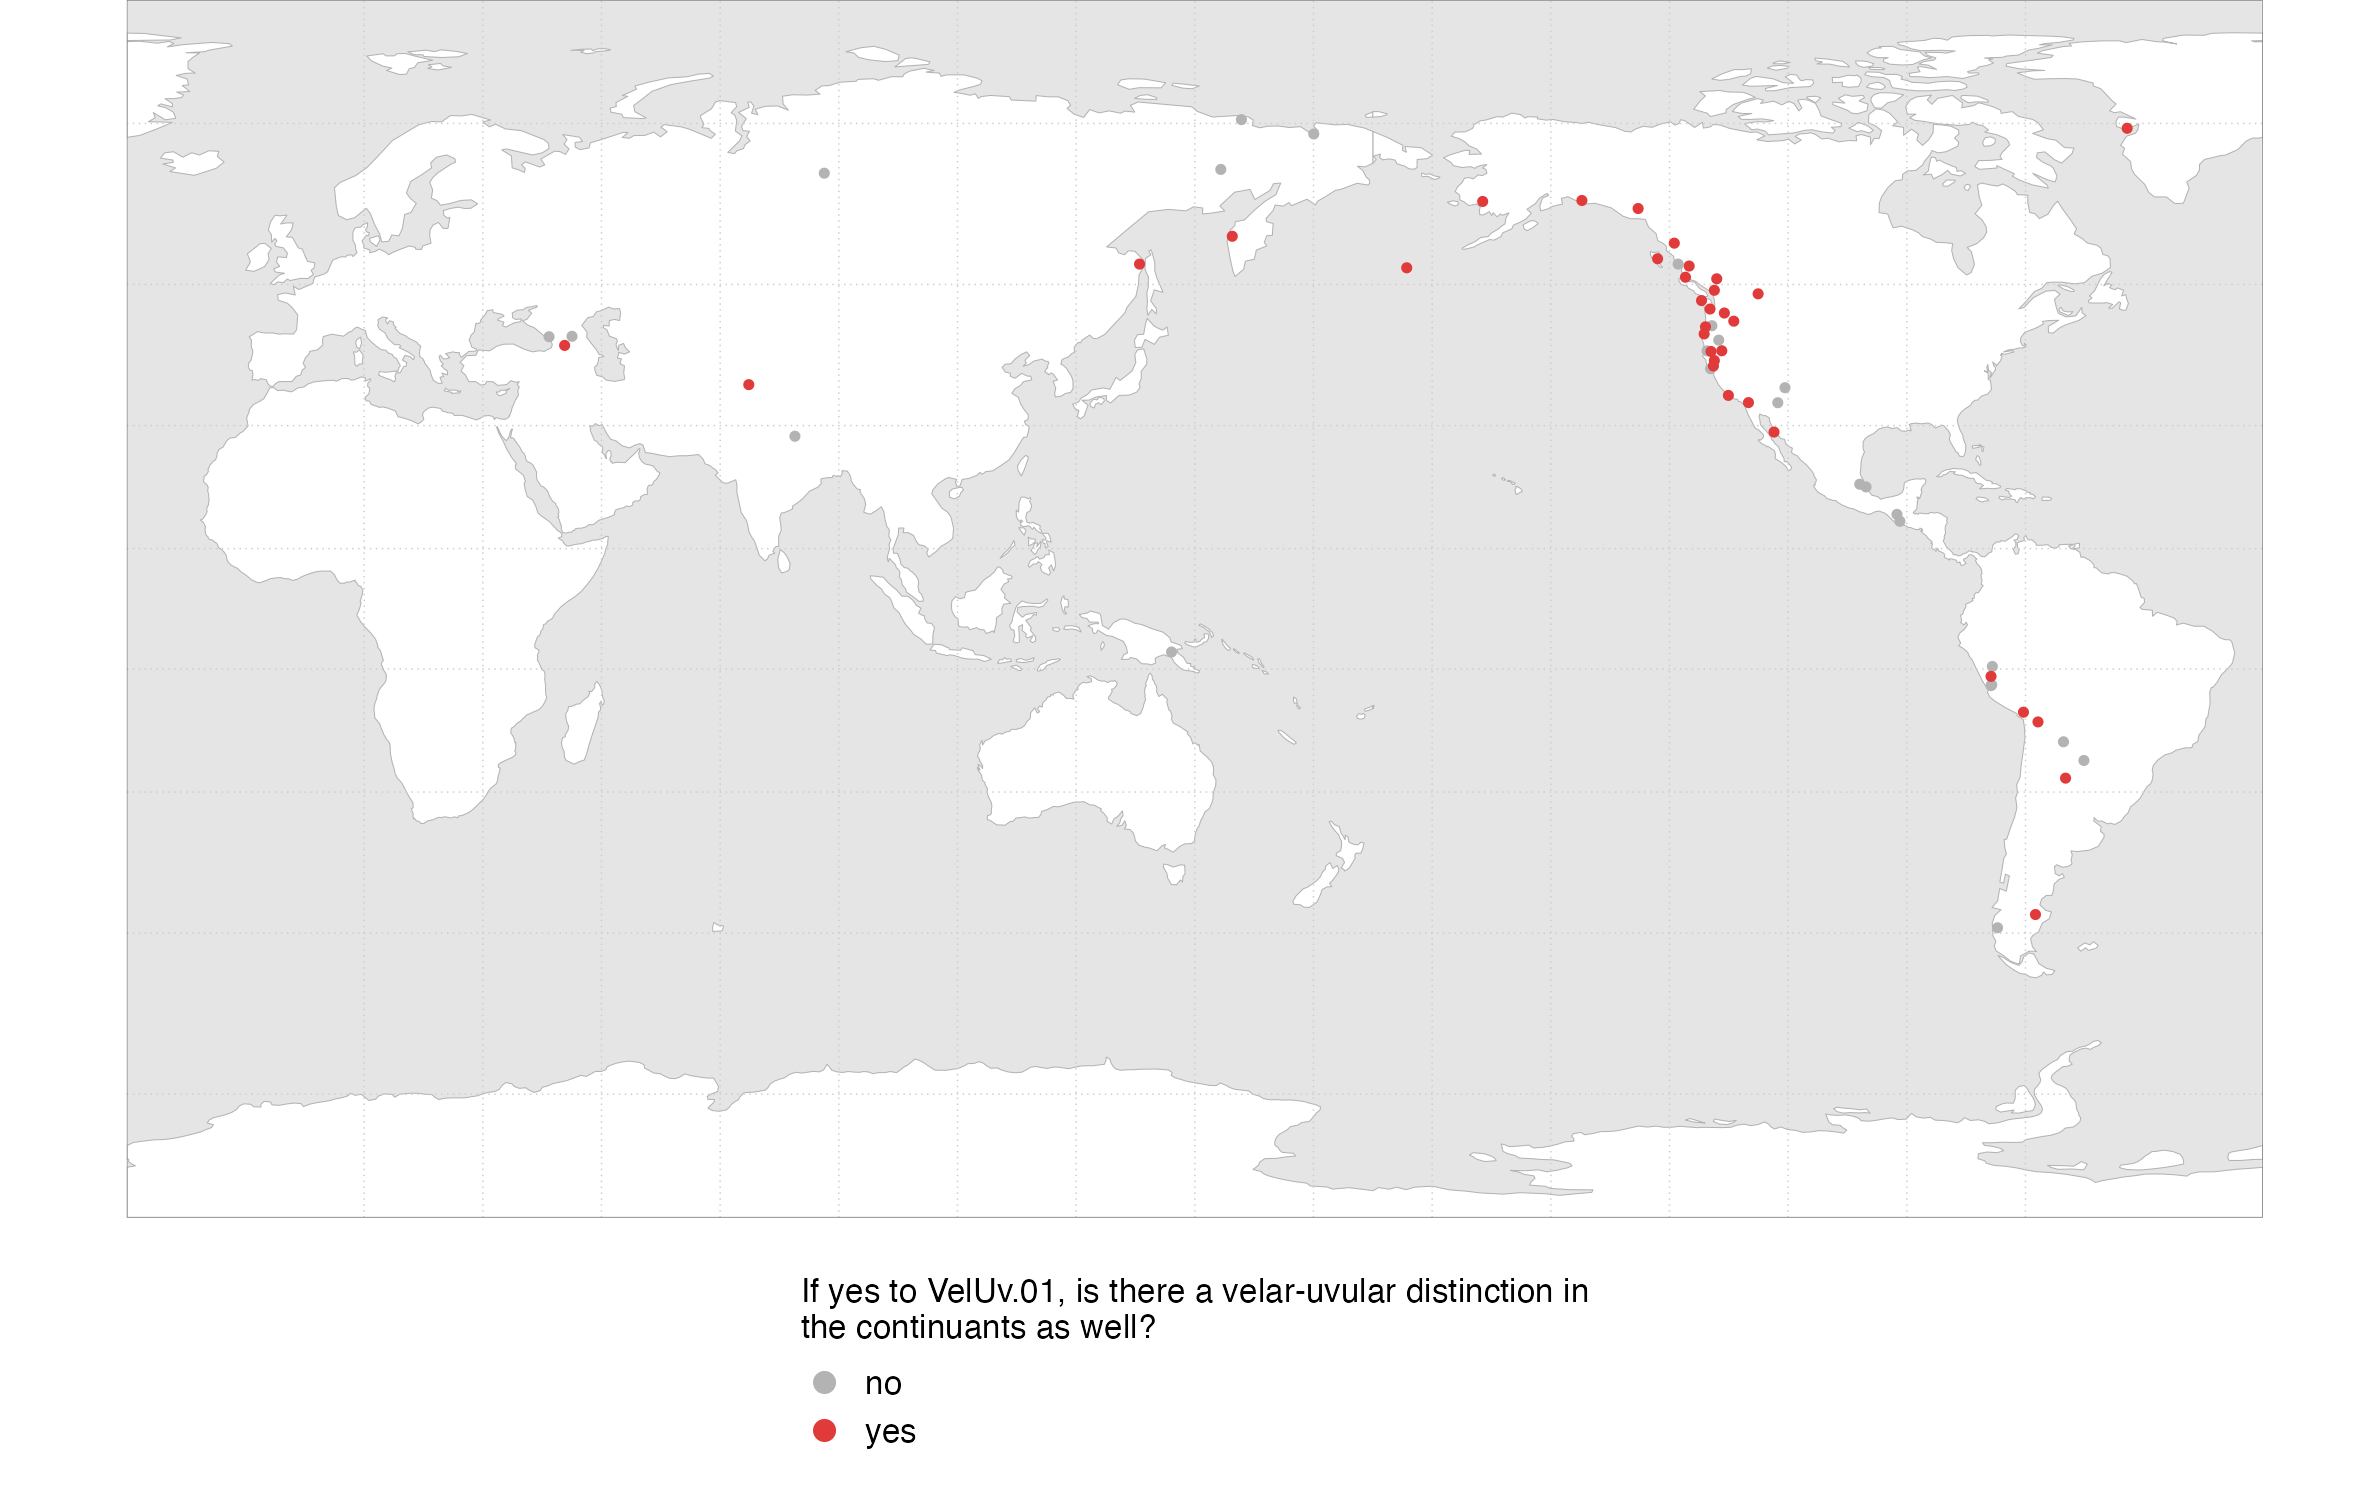 If yes to VelUv.01, is there a velar-uvular distinction in
the continuants as well?
no
yes